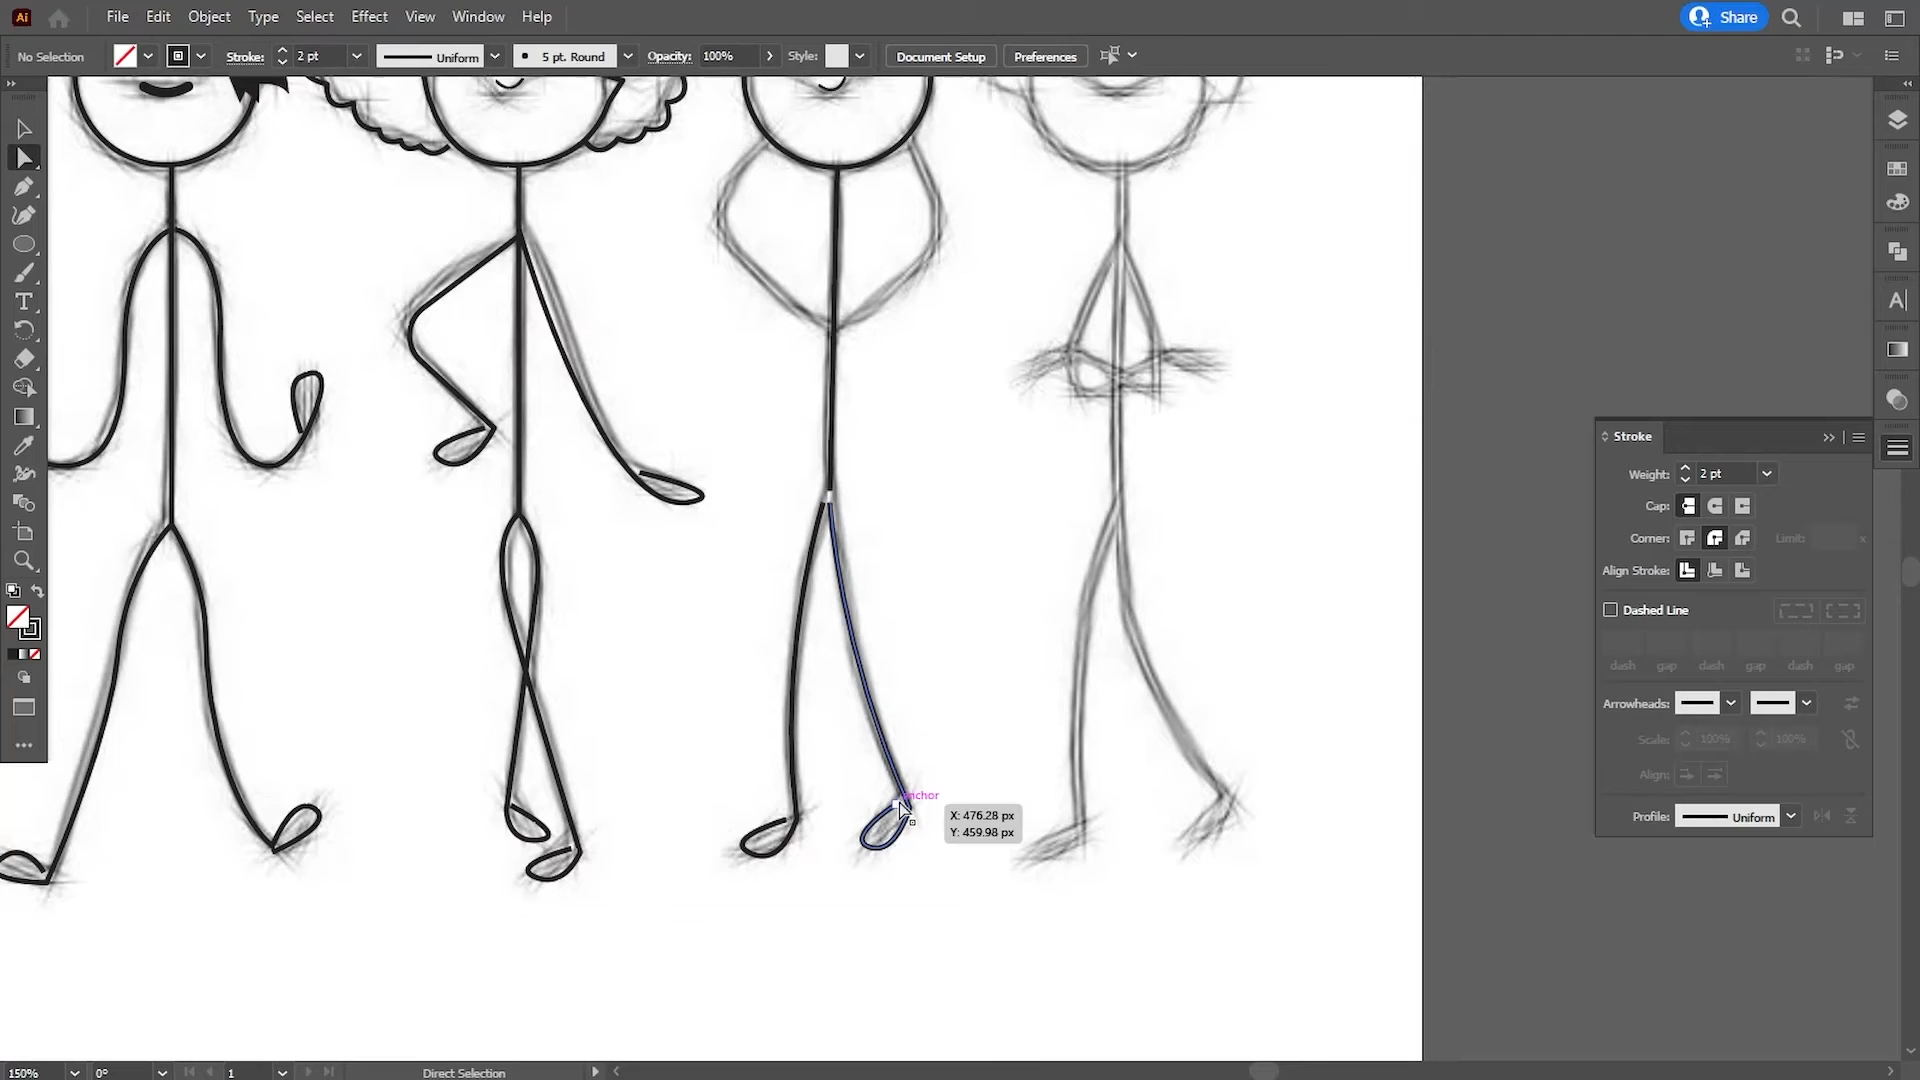 Ai File Edit Object Type Select Effect View Window Help Share
No Selection Stroke: 2 pt Uniform 5 pt. Round Opacity: 100% Style: Document Setup Preferences
Stroke
Weight: 2 pt
Cap:
Corner: Limit: x
Align Stroke:
Dashed Line
dash gap dash gap dash gap
Arrowheads:
Scale: 100% 100%
Align:
Profile: Uniform
anchor
X: 476.28 px
Y: 459.98 px
150% 0° 1 Direct Selection